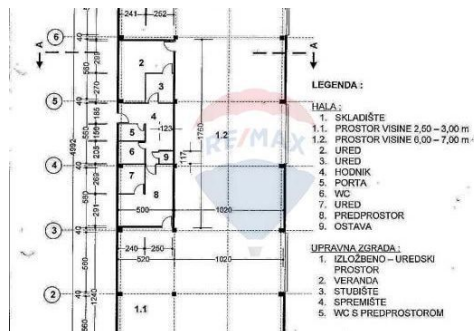 241
252
6
A
A
2
3
5
4
1.2
5
123
1760
6
9
117
4
7
8
500
1020
3
240
250
520
1020
2
1.1
4992
1240
RE/MAX
LEGENDA :
HALA :
1. SKLADIŠTE
1.1. PROSTOR VISINE 2,50 – 3,00 m
1.2 PROSTOR VISINE 6,00 – 7,00 m
2. URED
3. URED
4. HODNIK
5. PORTA
6. WC
7. URED
8. PREDPROSTOR
9. OSTAVA
UPRAVNA ZGRADA :
1. IZLOŽBENO – UREDSKI
PROSTOR
2. VERANDA
3. STUBIŠTE
4. SPREMIŠTE
5. WC S PREDPROSTOROM